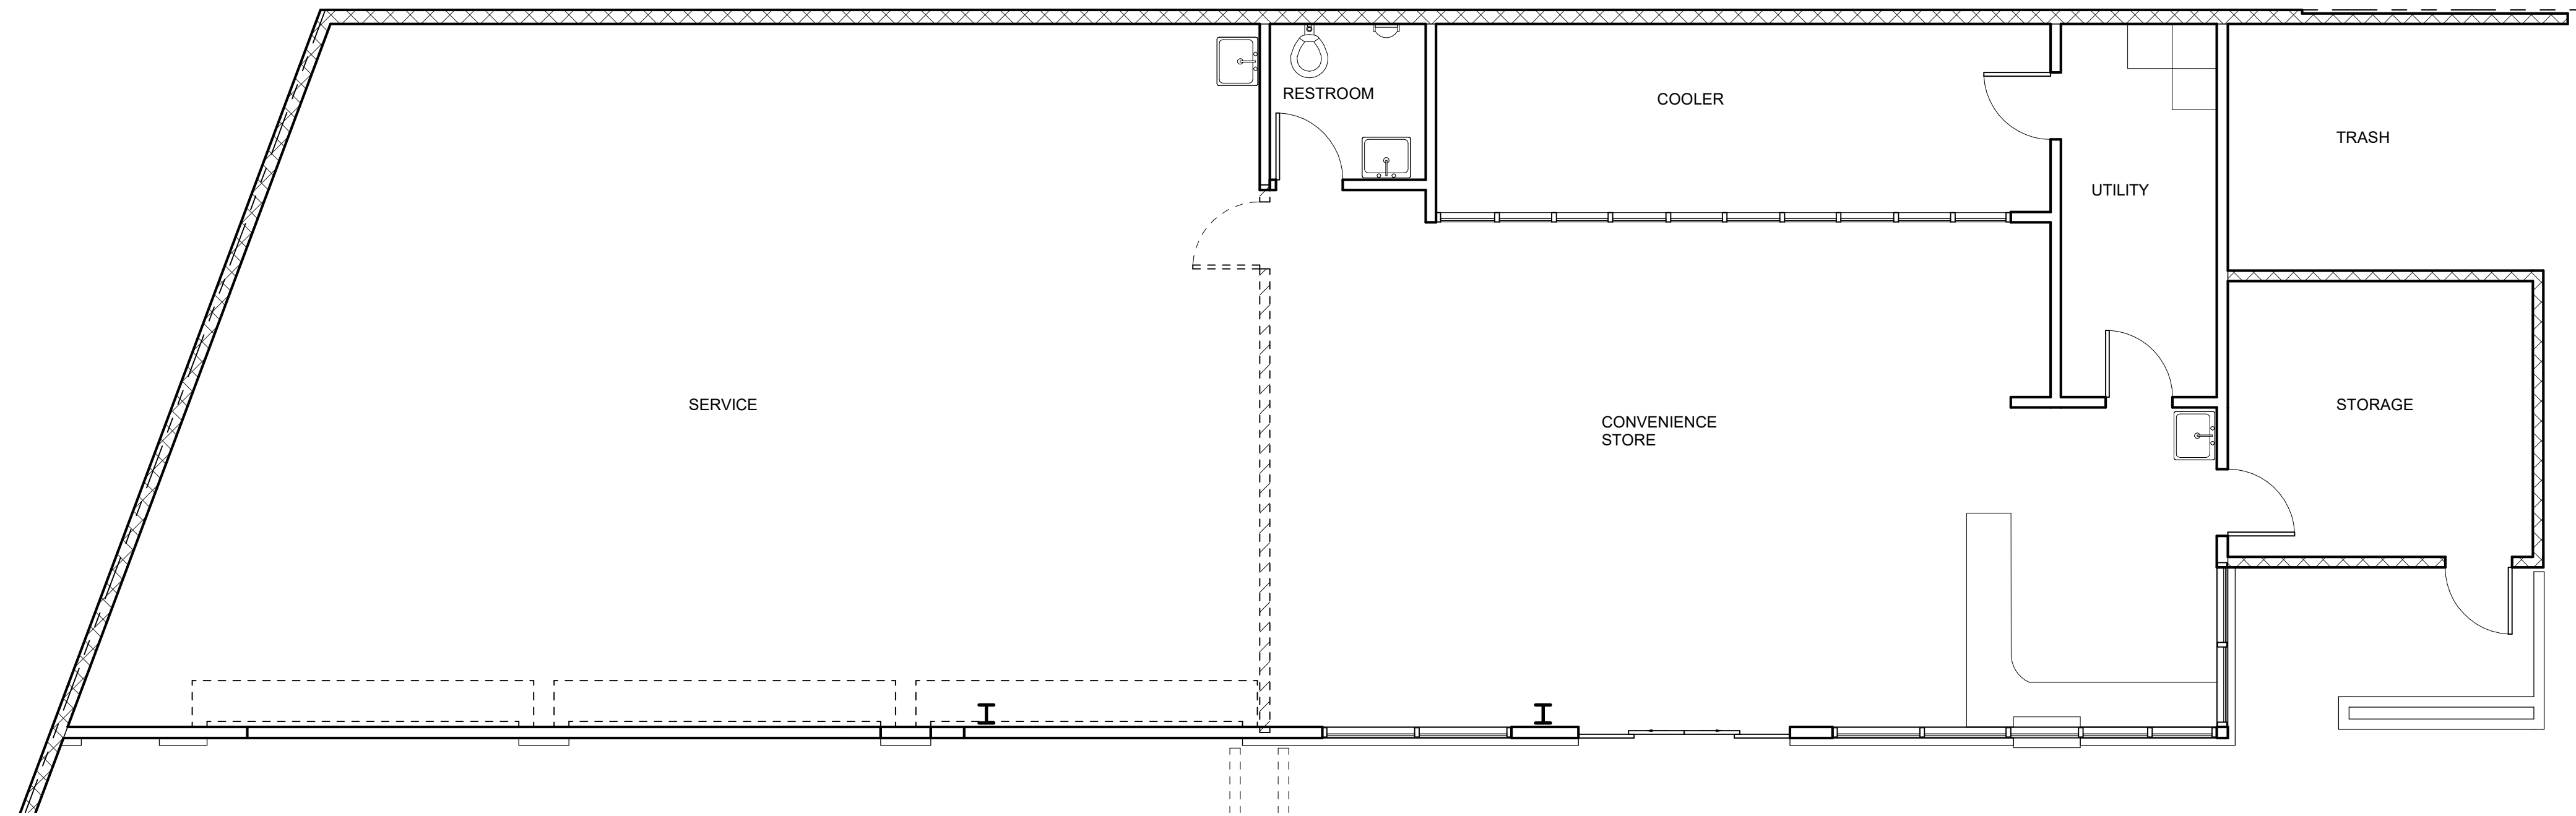 RESTROOM
COOLER
TRASH
UTILITY
SERVICE
CONVENIENCE
STORE
STORAGE